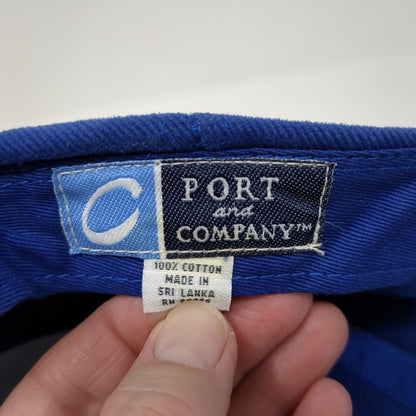 C
PORT
and
COMPANY™
100% COTTON
MADE IN
SRI LANKA